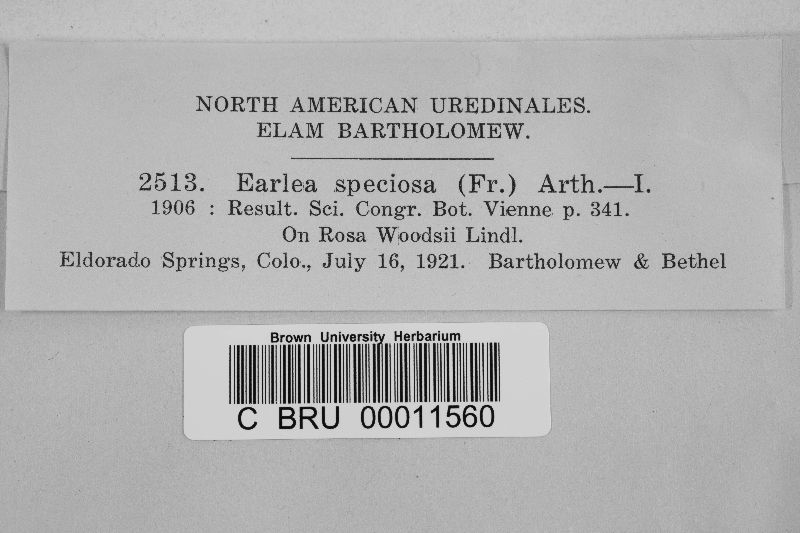 NORTH AMERICAN UREDINALES.
ELAM BARTHOLOMEW.
2513. Earlea speciosa (Fr.) Arth.—I.
1906 : Result. Sci. Congr. Bot. Vienne p. 341.
On Rosa Woodsii Lindl.
Eldorado Springs, Colo., July 16, 1921. Bartholomew & Bethel
Brown University Herbarium
C BRU 00011560